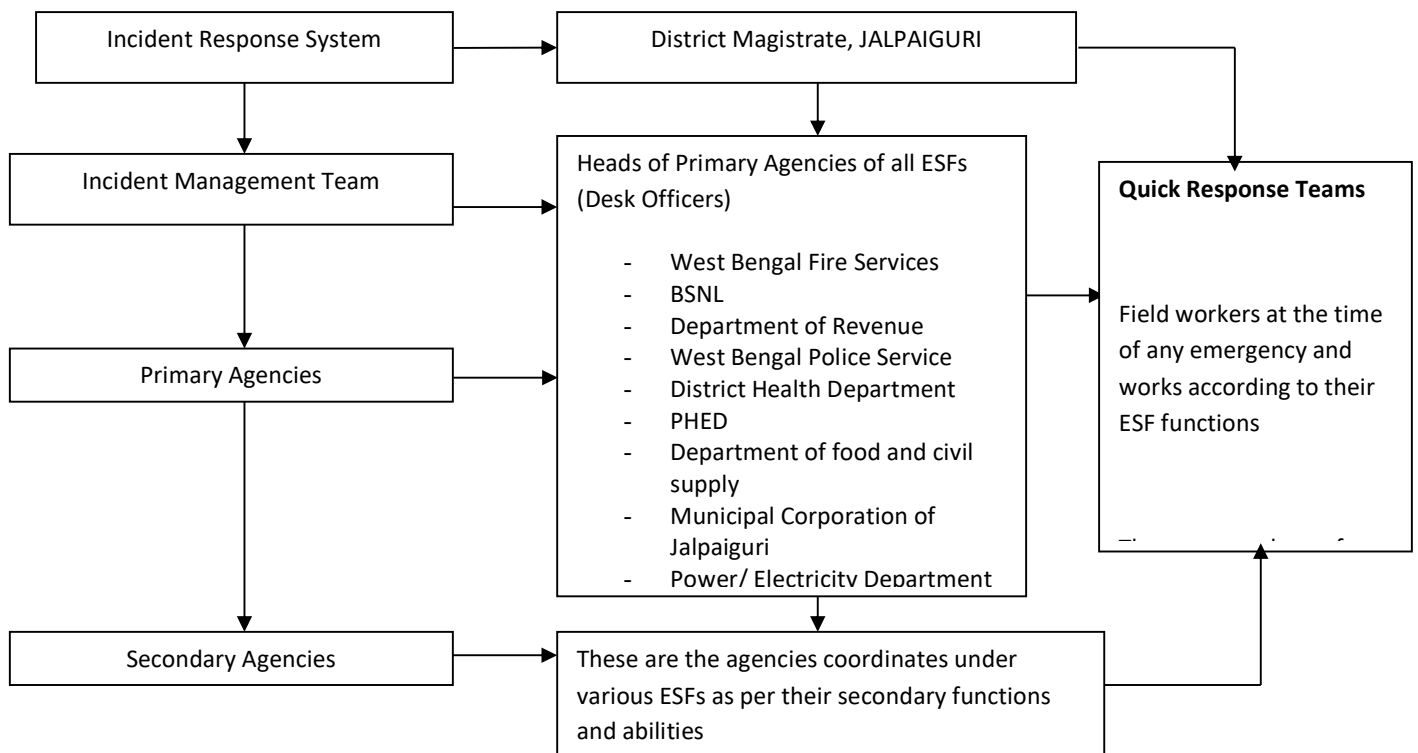 Incident Response System
District Magistrate, JALPAIGURI
Incident Management Team
Heads of Primary Agencies of all ESFs
(Desk Officers)
- West Bengal Fire Services
- BSNL
- Department of Revenue
- West Bengal Police Service
- District Health Department
- PHED
- Department of food and civil
supply
- Municipal Corporation of
Jalpaiguri
- Power/ Electricity Department
Quick Response Teams
Field workers at the time
of any emergency and
works according to their
ESF functions
Primary Agencies
Secondary Agencies
These are the agencies coordinates under
various ESFs as per their secondary functions
and abilities